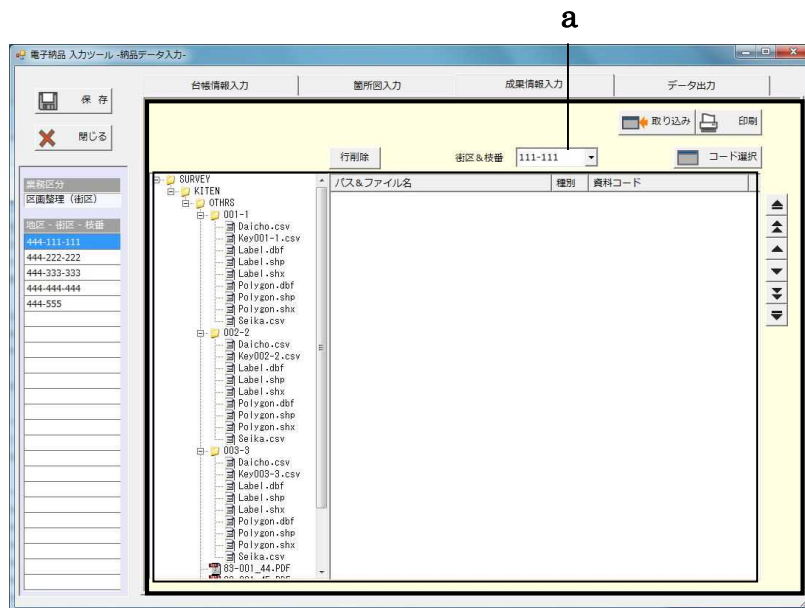 a
電子納品 入力ツール -納品データ入力-
台帳情報入力
箇所図入力
成果情報入力
データ出力
保 存
閉じる
取り込み
印刷
行削除
街区&枝番
111-111
コード選択
業務区分
区画整理（街区）
地区 - 街区 - 枝番
444-111-111
444-222-222
444-333-333
444-444-444
444-555
SURVEY
KITEN
OTHRS
001-1
Daicho.csv
Key001-1.csv
Label.dbf
Label.shp
Label.shx
Polygon.dbf
Polygon.shp
Polygon.shx
Seika.csv
002-2
Daicho.csv
Key002-2.csv
Label.dbf
Label.shp
Label.shx
Polygon.dbf
Polygon.shp
Polygon.shx
Seika.csv
003-3
Daicho.csv
Key003-3.csv
Label.dbf
Label.shp
Label.shx
Polygon.dbf
Polygon.shp
Polygon.shx
Seika.csv
83-001_44.PDF
パス&ファイル名
種別
資料コード